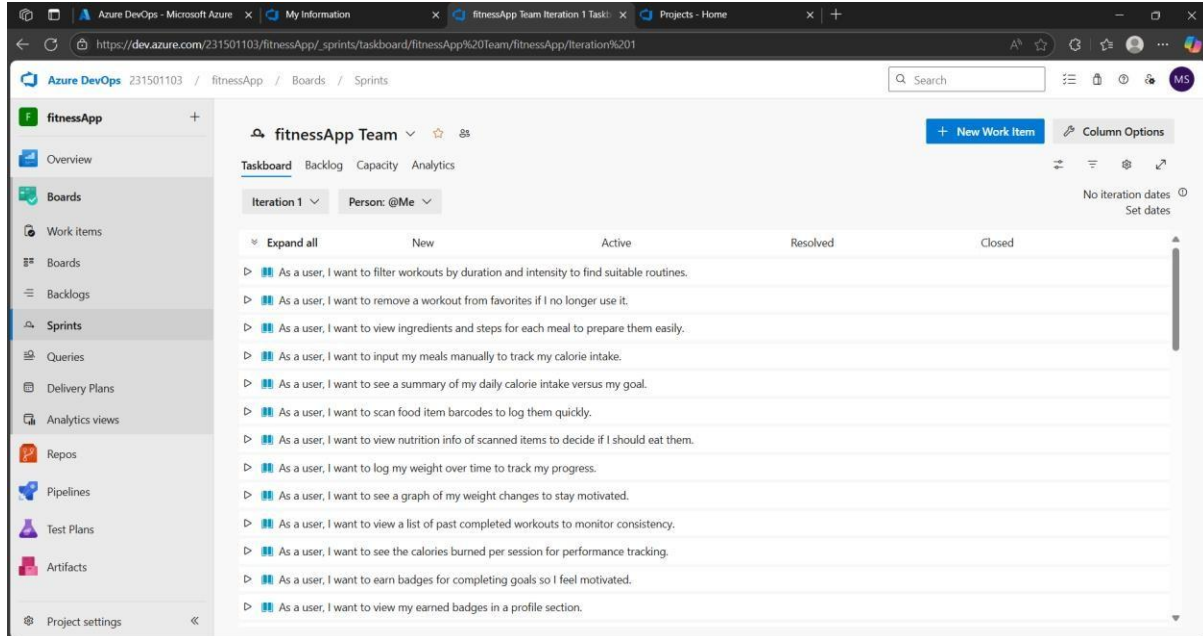 Azure DevOps - Microsoft Azure
My Information
fitnessApp Team Iteration 1 Taskb
Projects - Home
https://dev.azure.com/231501103/fitnessApp/_sprints/taskboard/fitnessApp%20Team/fitnessApp/Iteration%201
Azure DevOps 231501103 / fitnessApp / Boards / Sprints
Search
MS
F fitnessApp
Overview
Boards
Work items
Boards
Backlogs
Sprints
Queries
Delivery Plans
Analytics views
Repos
Pipelines
Test Plans
Artifacts
Project settings
fitnessApp Team
+ New Work Item
Column Options
Taskboard Backlog Capacity Analytics
Iteration 1
Person: @Me
No iteration dates
Set dates
Expand all New Active Resolved Closed
As a user, I want to filter workouts by duration and intensity to find suitable routines.
As a user, I want to remove a workout from favorites if I no longer use it.
As a user, I want to view ingredients and steps for each meal to prepare them easily.
As a user, I want to input my meals manually to track my calorie intake.
As a user, I want to see a summary of my daily calorie intake versus my goal.
As a user, I want to scan food item barcodes to log them quickly.
As a user, I want to view nutrition info of scanned items to decide if I should eat them.
As a user, I want to log my weight over time to track my progress.
As a user, I want to see a graph of my weight changes to stay motivated.
As a user, I want to view a list of past completed workouts to monitor consistency.
As a user, I want to see the calories burned per session for performance tracking.
As a user, I want to earn badges for completing goals so I feel motivated.
As a user, I want to view my earned badges in a profile section.